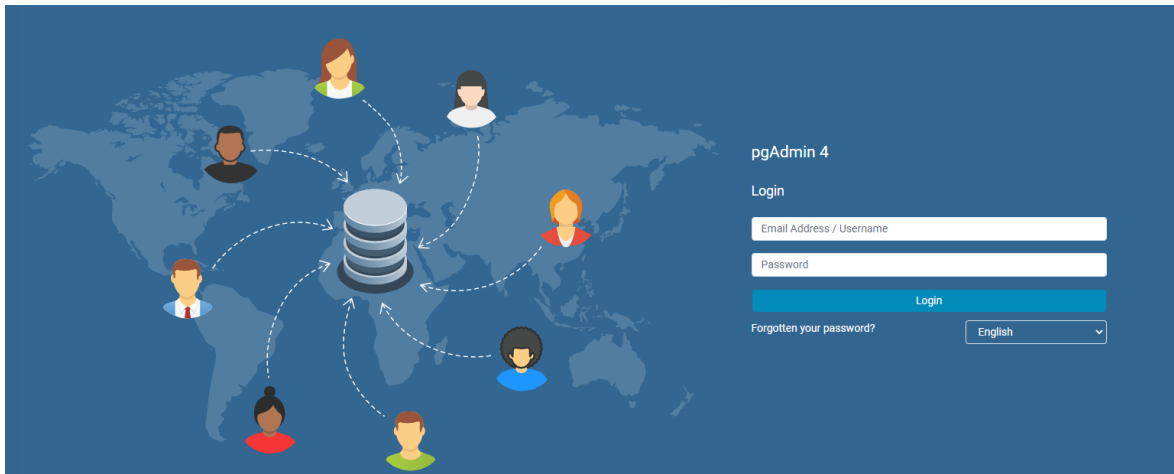 pgAdmin 4
Login
Email Address / Username
Password
Login
Forgotten your password?
English